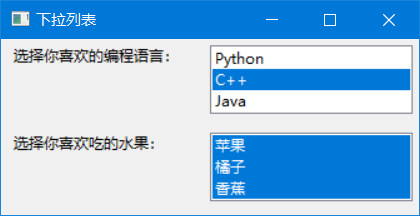 下拉列表
选择你喜欢的编程语言：
Python
C++
Java
选择你喜欢吃的水果：
苹果
橘子
香蕉